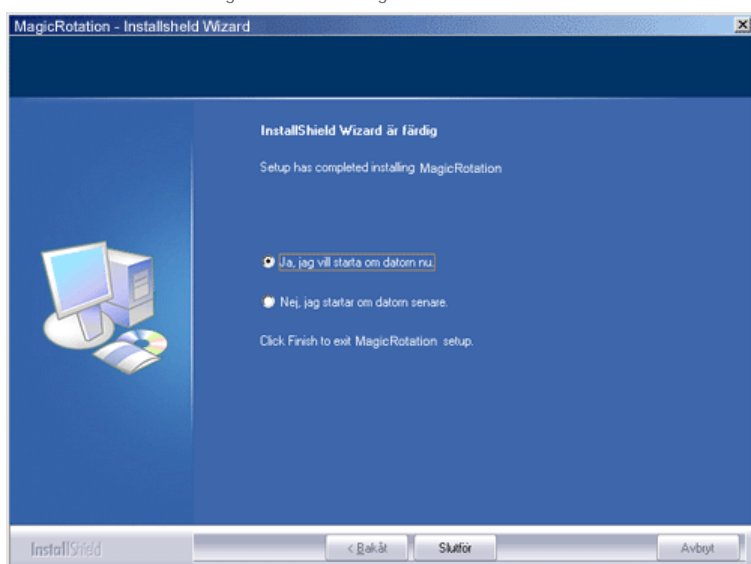 MagicRotation - Installsheld Wizard
InstallShield Wizard är färdig
Setup has completed installing MagicRotation
Ja, jag vill starta om datorn nu.
Nej, jag startar om datorn senare.
Click Finish to exit MagicRotation setup.
InstallShield
< Bakåt
Slutför
Avbryt